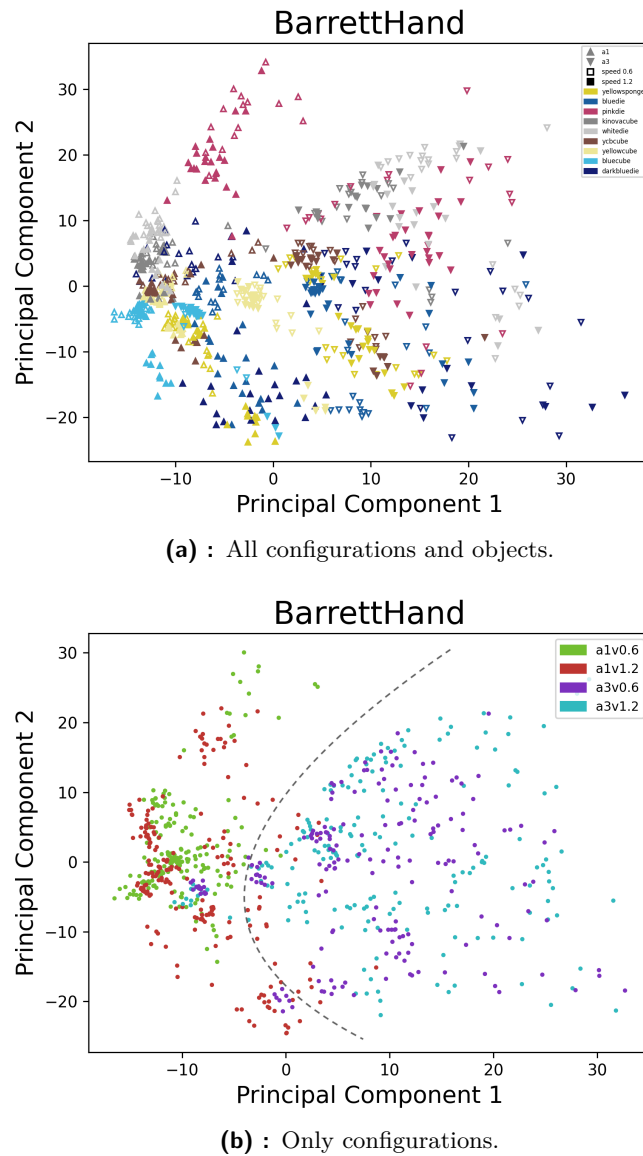 BarrettHand
Principal Component 2
30
20
10
0
−10
−20
a1
a3
speed 0.6
speed 1.2
yellowsponge
bluedie
pinkdie
kinovacube
whitedie
ycbcube
yellowcube
bluecube
darkbluedie
−10
0
10
20
30
Principal Component 1
(a) : All configurations and objects.
BarrettHand
Principal Component 2
30
20
10
0
−10
−20
a1v0.6
a1v1.2
a3v0.6
a3v1.2
−10
0
10
20
30
Principal Component 1
(b) : Only configurations.